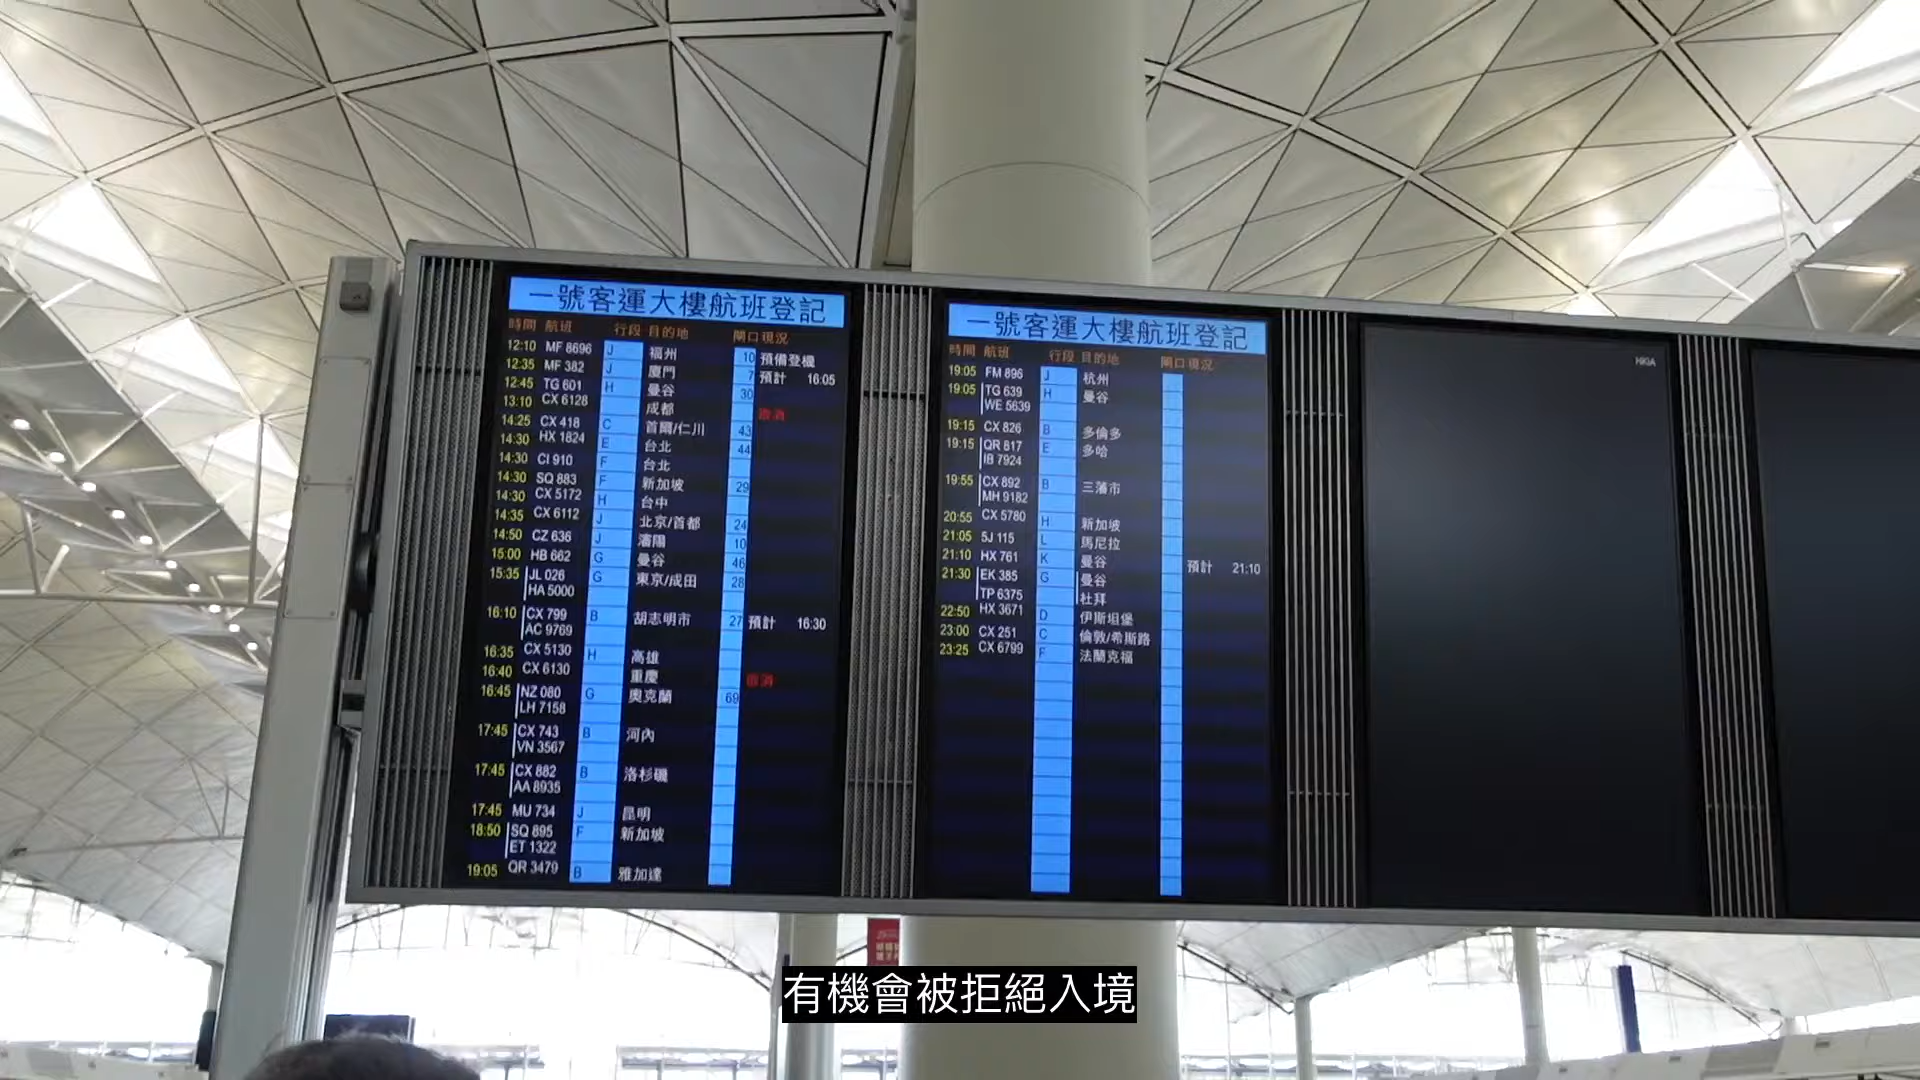 一號客運大樓航班登記
時間 航班 行段 目的地 閘口現況
12:10 MF 8696 J 福州 10 預備登機
12:35 MF 382 J 廈門 7 預計 16:05
12:45 TG 601 H 曼谷 30
13:10 CX 6128 成都 取消
14:25 CX 418 C 首爾/仁川 43
14:30 HX 1824 E 台北 44
14:30 CI 910 F 台北
14:30 SQ 883 F 新加坡 29
14:30 CX 5172 H 台中
14:35 CX 6112 J 北京/首都 24
14:50 CZ 636 J 瀋陽 10
15:00 HB 662 G 曼谷 46
15:35 JL 026 G 東京/成田 28
HA 5000
16:10 CX 799 B 胡志明市 27 預計 16:30
AC 9769
16:35 CX 5130 H 高雄
16:40 CX 6130 重慶 取消
16:45 NZ 080 G 奧克蘭 69
LH 7158
17:45 CX 743 B 河內
VN 3567
17:45 CX 882 B 洛杉磯
AA 8935
17:45 MU 734 J 昆明
18:50 SQ 895 F 新加坡
ET 1322
19:05 QR 3479 B 雅加達
一號客運大樓航班登記
時間 航班 行段 目的地 閘口現況
19:05 FM 896 J 杭州
19:05 TG 639 H 曼谷
WE 5639
19:15 CX 826 B 多倫多
19:15 QR 817 E 多哈
IB 7924
19:55 CX 892 B 三藩市
MH 9182
20:55 CX 5780 H 新加坡
21:05 5J 115 L 馬尼拉
21:10 HX 761 K 曼谷 預計 21:10
21:30 EK 385 G 曼谷
TP 6375 杜拜
22:50 HX 3671 D 伊斯坦堡
23:00 CX 251 C 倫敦/希斯路
23:25 CX 6799 F 法蘭克福
HKIA
有機會被拒絕入境